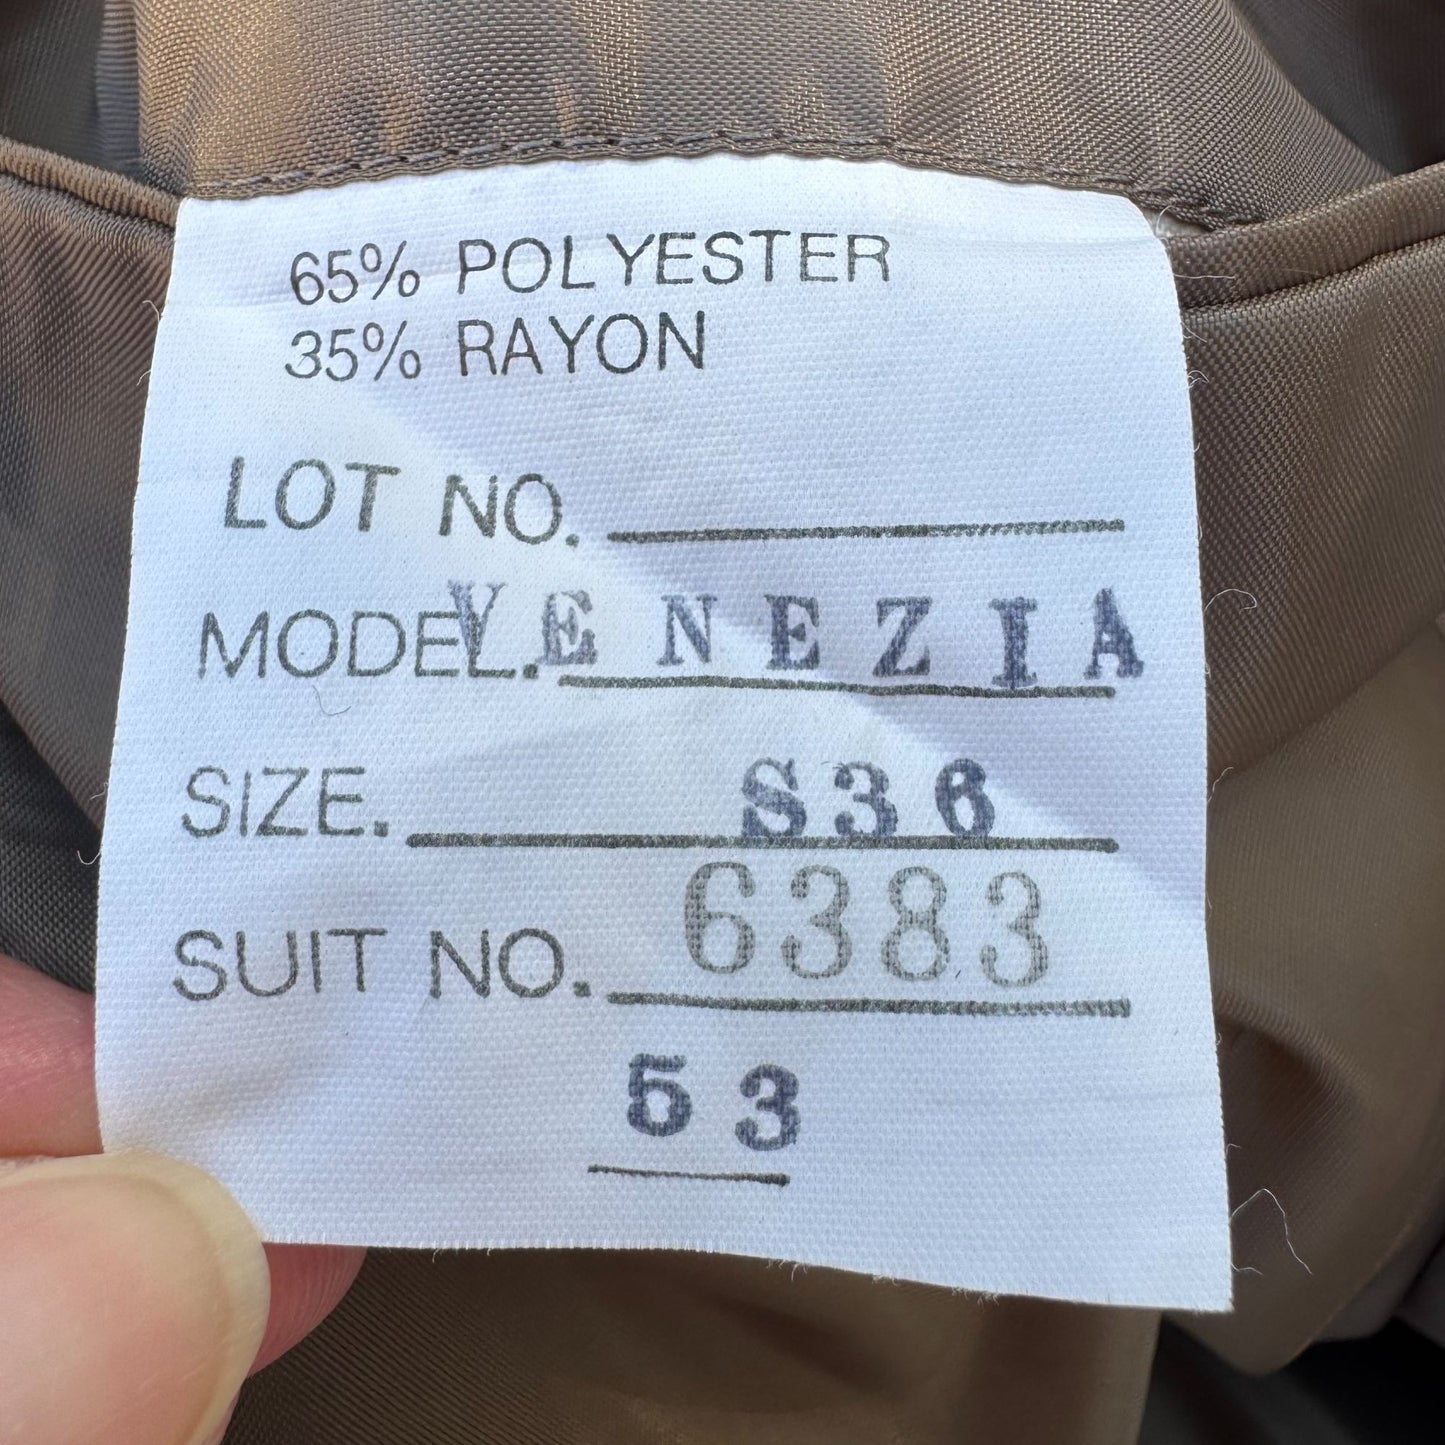 65% POLYESTER
35% RAYON
LOT NO.
MODEL. VENEZIA
SIZE. S36
SUIT NO. 6383
53